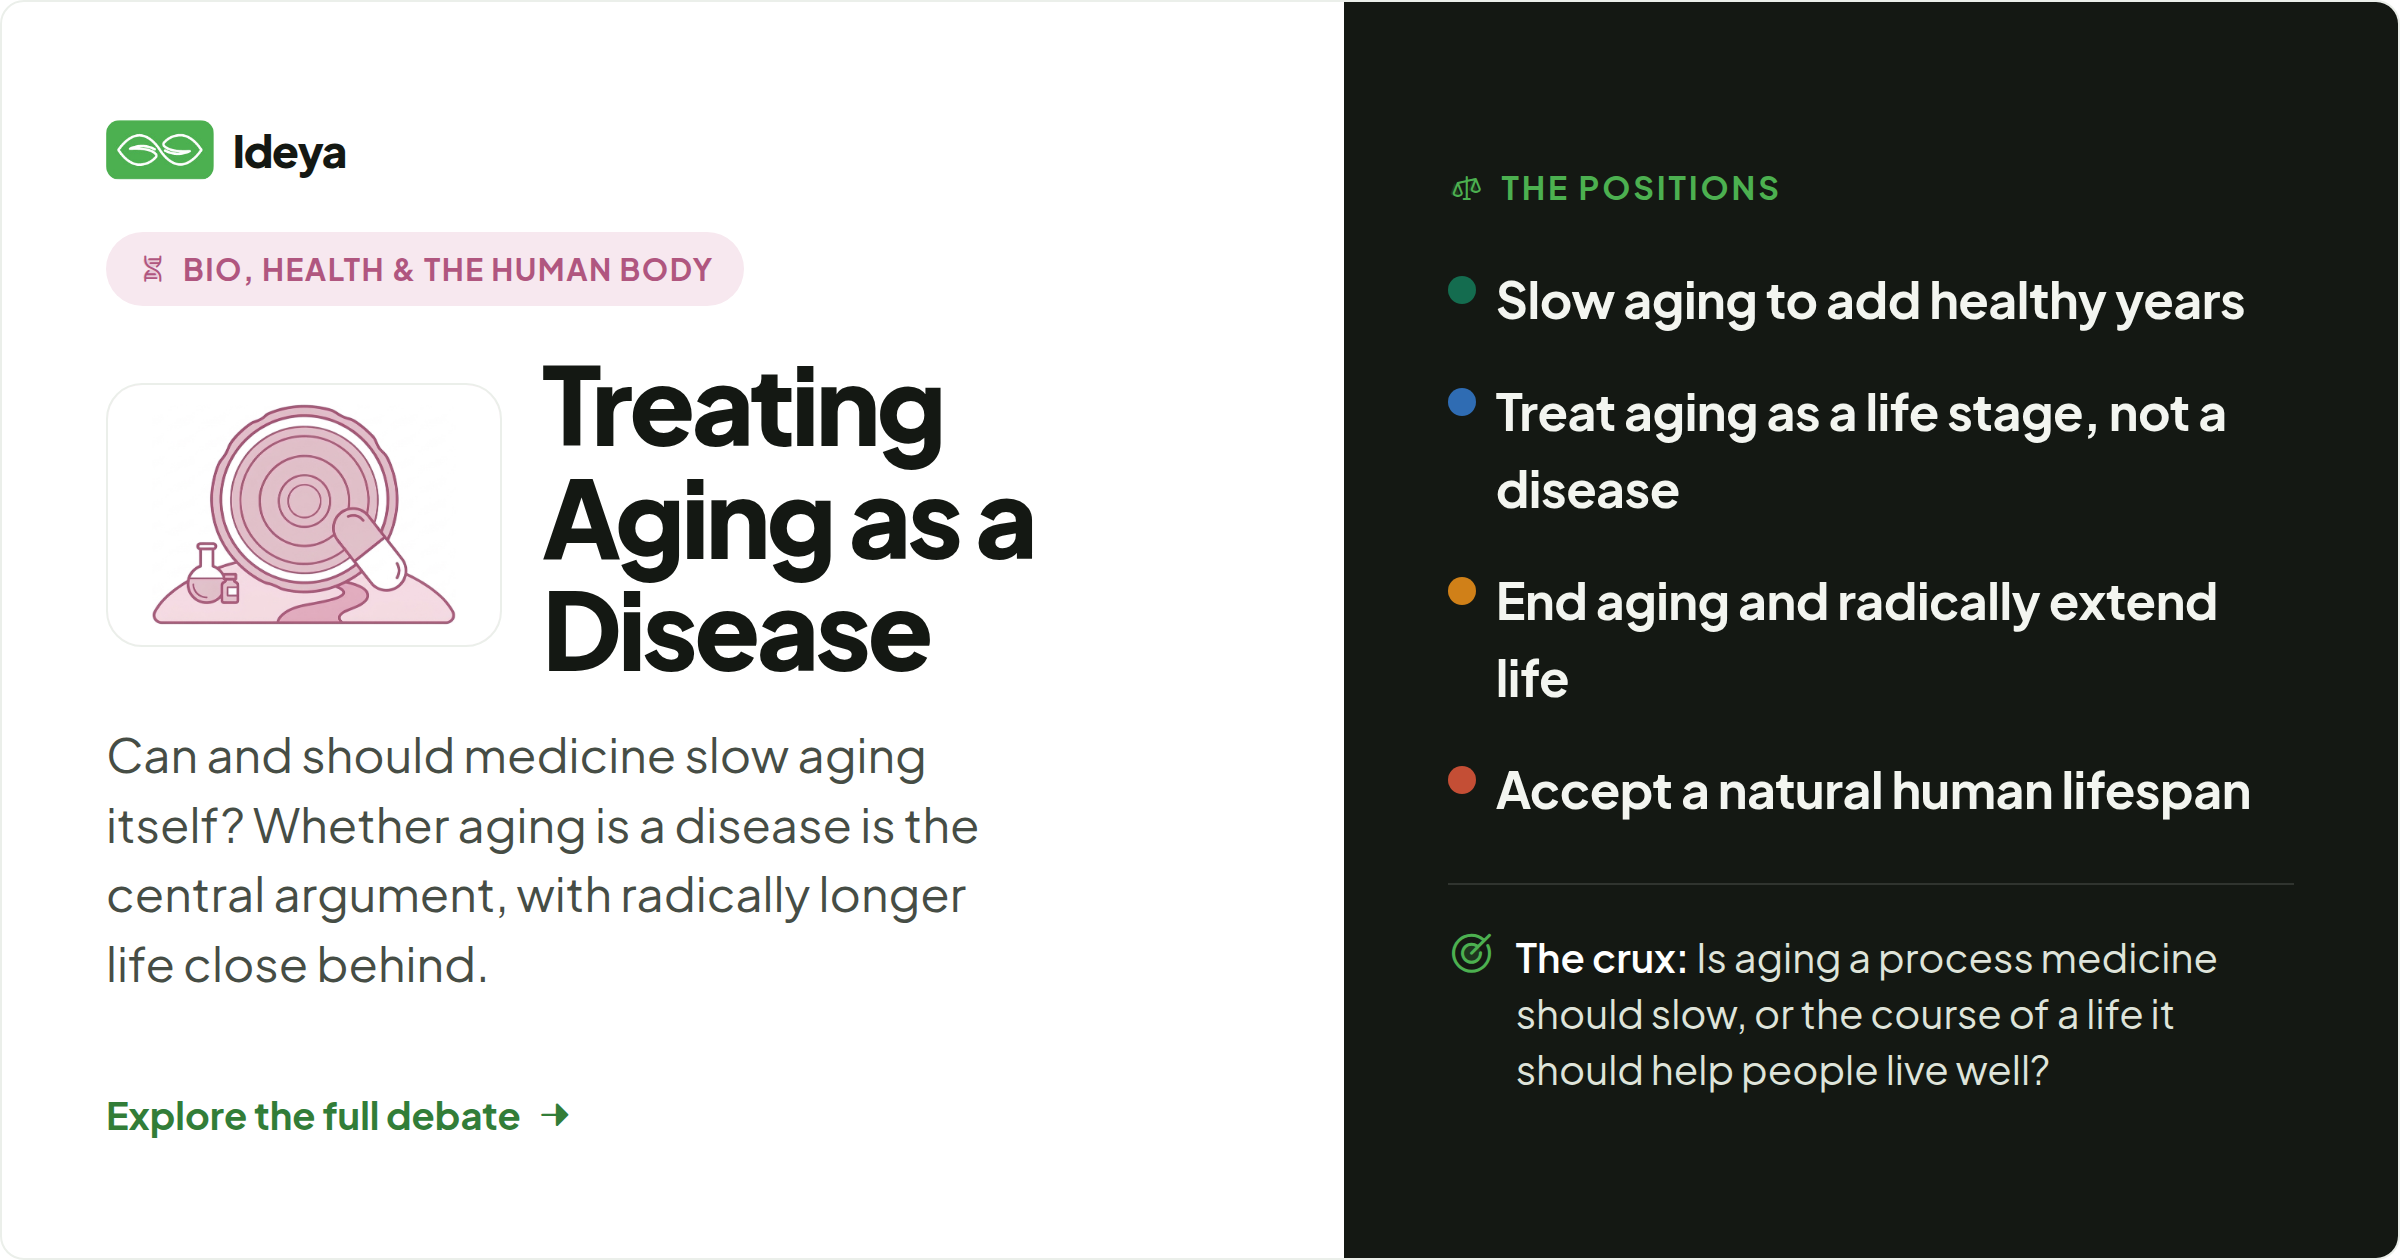 Ideya
BIO, HEALTH & THE HUMAN BODY
Treating
Aging as a
Disease
Can and should medicine slow aging
itself? Whether aging is a disease is the
central argument, with radically longer
life close behind.
Explore the full debate
THE POSITIONS
Slow aging to add healthy years
Treat aging as a life stage, not a
disease
End aging and radically extend
life
Accept a natural human lifespan
The crux: Is aging a process medicine
should slow, or the course of a life it
should help people live well?